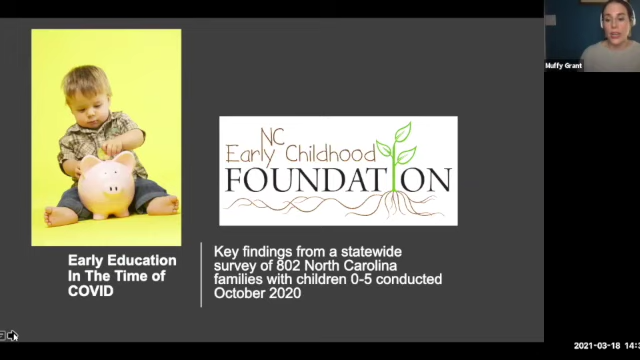 Muffy Grant
NC
Early Childhood
FOUNDATION
Early Education
In The Time of
COVID
Key findings from a statewide
survey of 802 North Carolina
families with children 0-5 conducted
October 2020
2021-03-18